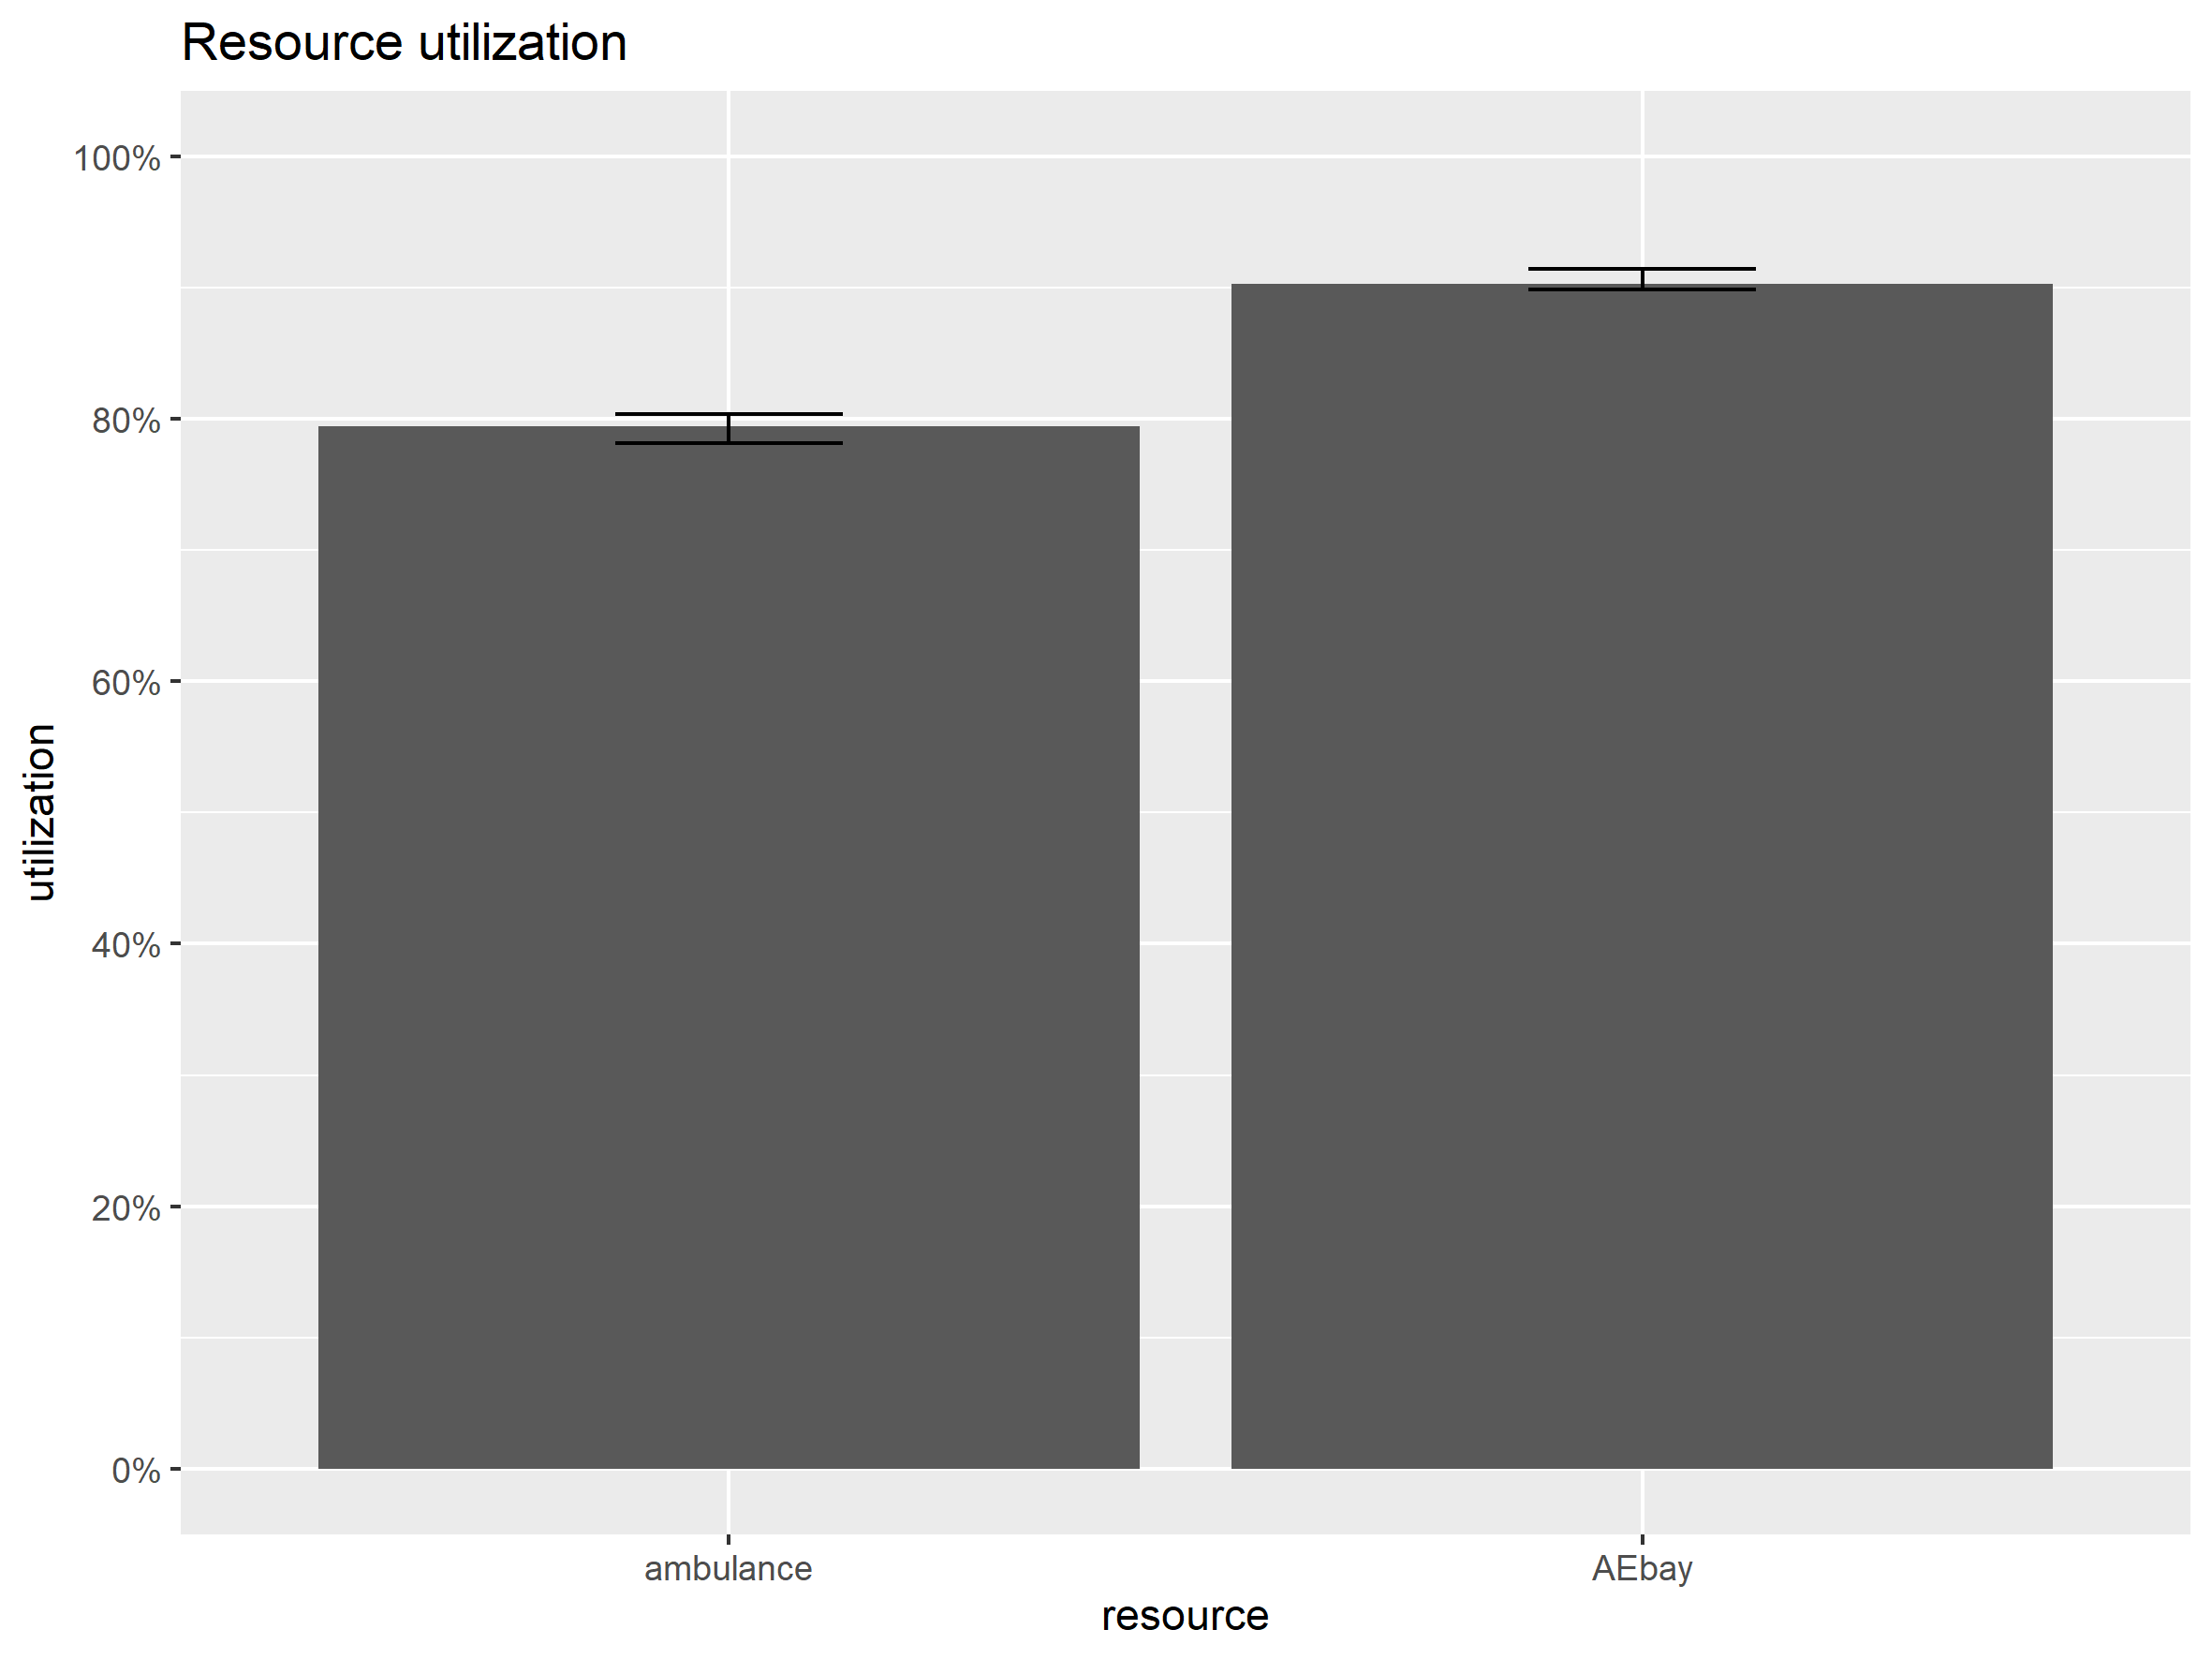 Resource utilization
100%
80%
60%
40%
20%
0%
utilization
ambulance
AEbay
resource